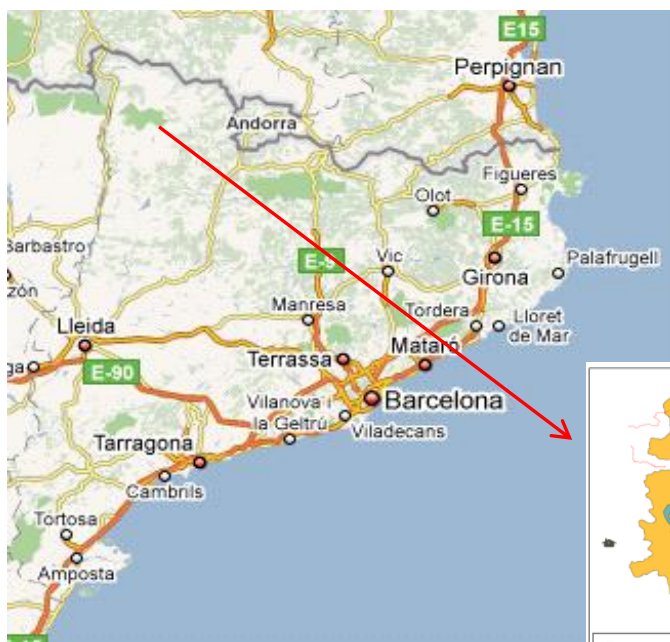 E15
Perpignan
Andorra
Figueres
Olot
E-15
Barbastro
Vic
Palafrugell
Girona
zón
Manresa
Tordera
Lleida
Lloret
de Mar
Mataró
Terrassa
E-90
Barcelona
Vilanova i
la Geltrú
Viladecans
Tarragona
Cambrils
Tortosa
Amposta